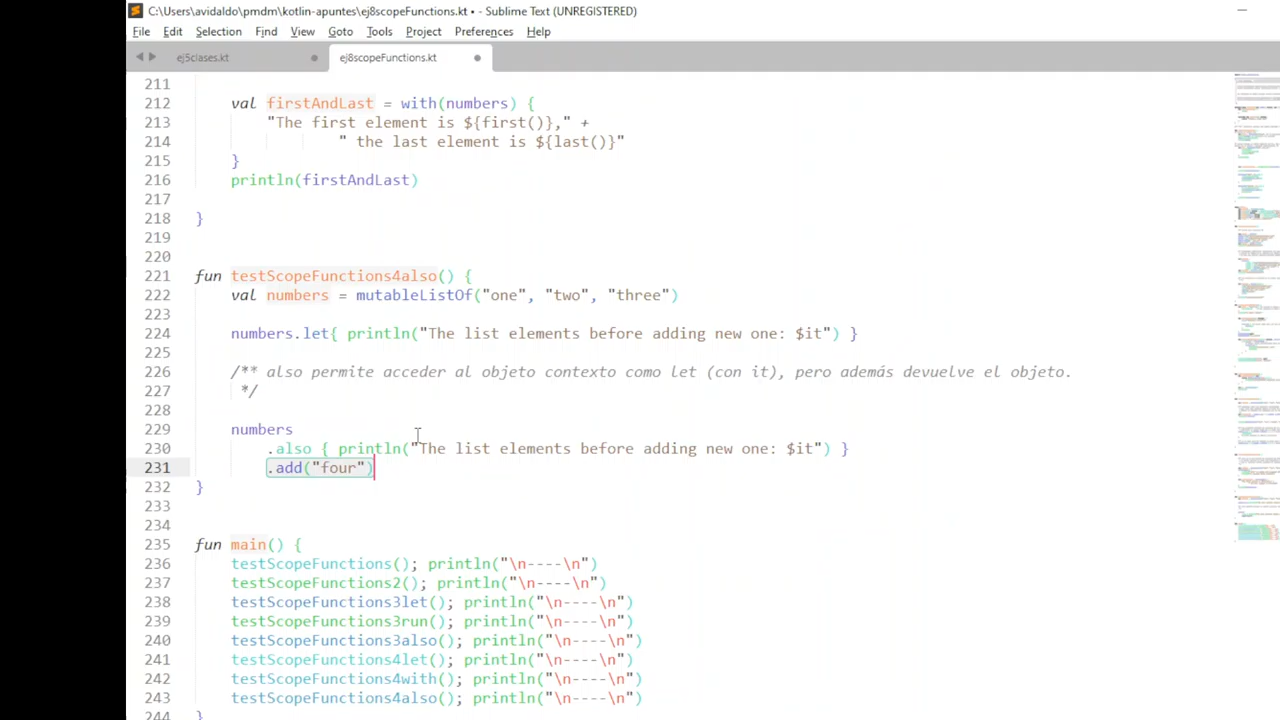 C:\Users\avidaldo\pmdm\kotlin-apuntes\ej8scopeFunctions.kt • - Sublime Text (UNREGISTERED)
File Edit Selection Find View Goto Tools Project Preferences Help
ej5clases.kt ej8scopeFunctions.kt
211
212 val firstAndLast = with(numbers) {
213 "The first element is ${first()}," +
214 " the last element is ${last()}"
215 }
216 println(firstAndLast)
217
218 }
219
220
221 fun testScopeFunctions4also() {
222 val numbers = mutableListOf("one", "two", "three")
223
224 numbers.let{ println("The list elements before adding new one: $it") }
225
226 /** also permite acceder al objeto contexto como let (con it), pero además devuelve el objeto.
227 */
228
229 numbers
230 .also { println("The list elements before adding new one: $it") }
231 .add("four")
232 }
233
234
235 fun main() {
236 testScopeFunctions(); println("\n----\n")
237 testScopeFunctions2(); println("\n----\n")
238 testScopeFunctions3let(); println("\n----\n")
239 testScopeFunctions3run(); println("\n----\n")
240 testScopeFunctions3also(); println("\n----\n")
241 testScopeFunctions4let(); println("\n----\n")
242 testScopeFunctions4with(); println("\n----\n")
243 testScopeFunctions4also(); println("\n----\n")
244 }